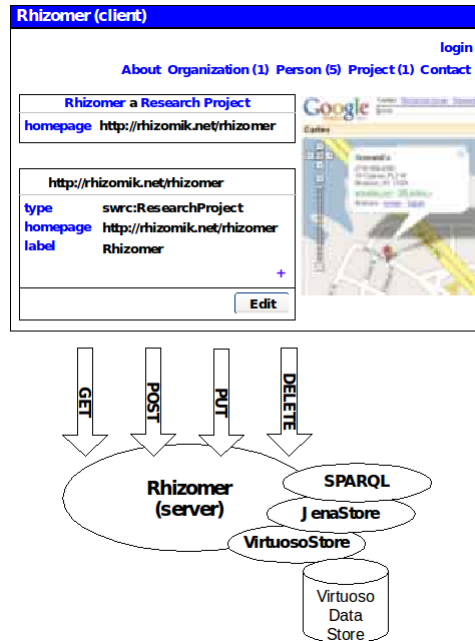 Rhizomer (client)
login
About Organization (1) Person (5) Project (1) Contact
Rhizomer a Research Project
homepage http://rhizomik.net/rhizomer
http://rhizomik.net/rhizomer
type swrc:ResearchProject
homepage http://rhizomik.net/rhizomer
label Rhizomer
+
Edit
Google
Cartes
GET
POST
PUT
DELETE
Rhizomer
(server)
SPARQL
JenaStore
VirtuosoStore
Virtuoso
Data
Store